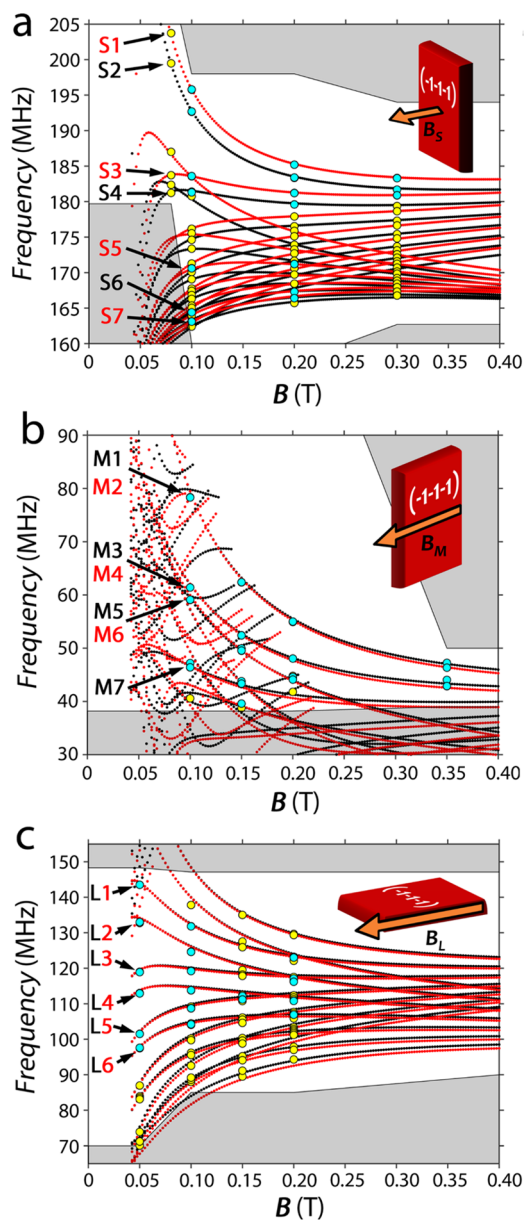 a
205
200
195
190
185
180
175
170
165
160
Frequency (MHz)
S1
S2
S3
S4
S5
S6
S7
(-1-1-1)
BS
0
0.05
0.10
0.15
0.20
0.25
0.30
0.35
0.40
B (T)
b
90
80
70
60
50
40
30
Frequency (MHz)
M1
M2
M3
M4
M5
M6
M7
(-1-1-1)
BM
0
0.05
0.10
0.15
0.20
0.25
0.30
0.35
0.40
B (T)
c
150
140
130
120
110
100
90
80
70
Frequency (MHz)
L1
L2
L3
L4
L5
L6
(-1-1-1)
BL
0
0.05
0.10
0.15
0.20
0.25
0.30
0.35
0.40
B (T)